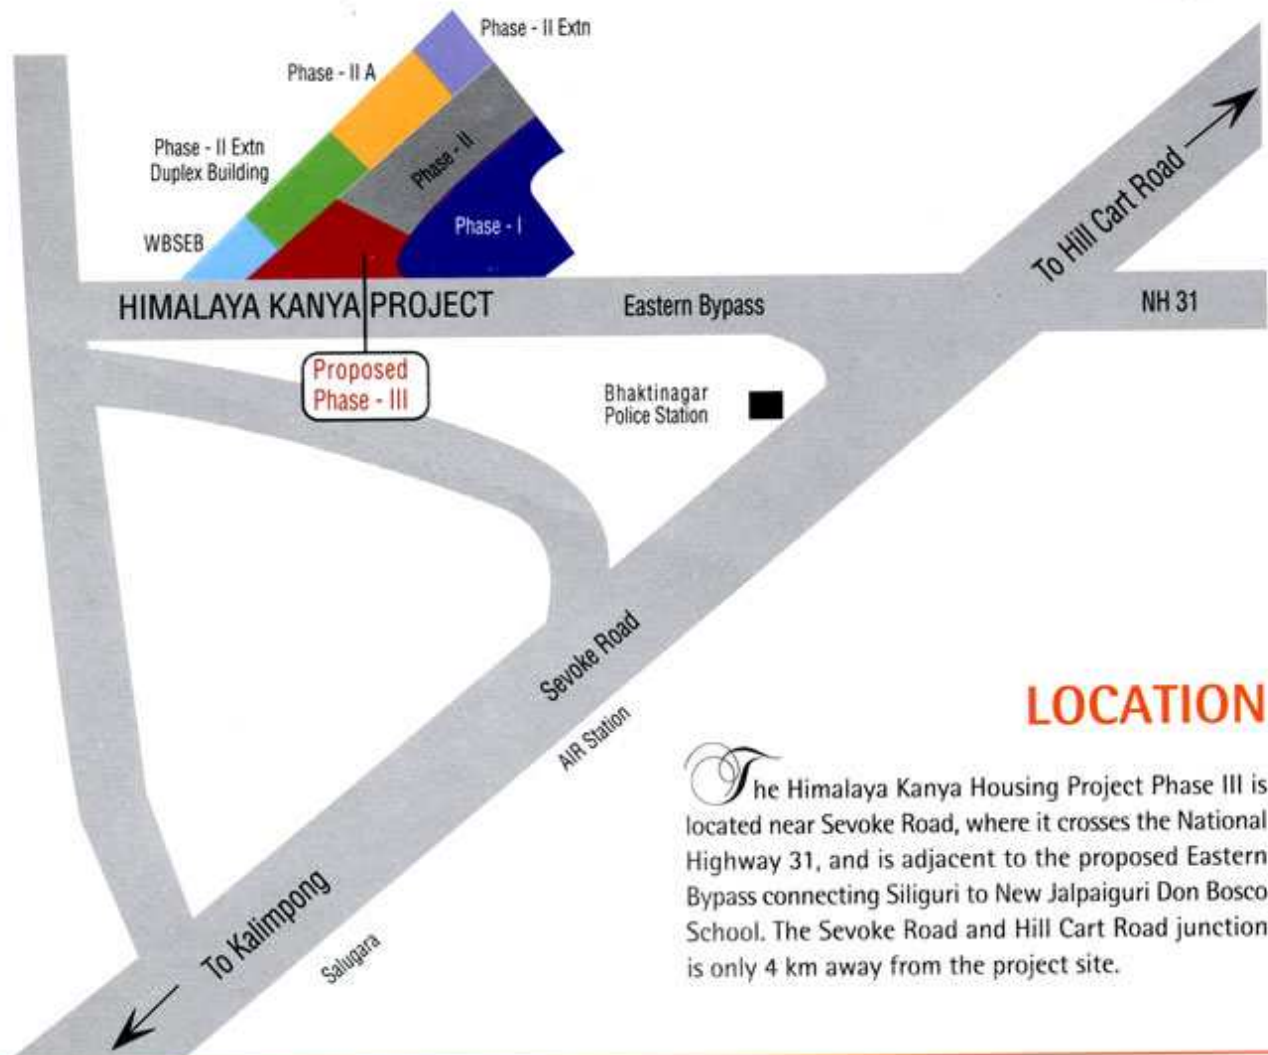 Phase - II Extn
Phase - II A
Phase - II Extn
Duplex Building
Phase - II
WBSEB
Phase - I
To Hill Cart Road
HIMALAYA KANYA PROJECT
Eastern Bypass
NH 31
Proposed
Phase - III
Bhaktinagar
Police Station
Sevoke Road
AIR Station
To Kalimpong
Salugara
LOCATION
The Himalaya Kanya Housing Project Phase III is
located near Sevoke Road, where it crosses the National
Highway 31, and is adjacent to the proposed Eastern
Bypass connecting Siliguri to New Jalpaiguri Don Bosco
School. The Sevoke Road and Hill Cart Road junction
is only 4 km away from the project site.